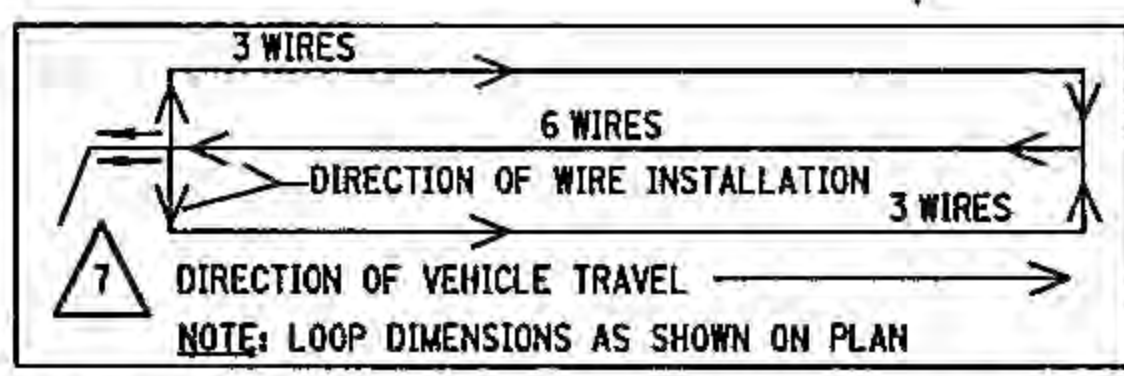 3 WIRES
6 WIRES
DIRECTION OF WIRE INSTALLATION
3 WIRES
7 DIRECTION OF VEHICLE TRAVEL
NOTE: LOOP DIMENSIONS AS SHOWN ON PLAN